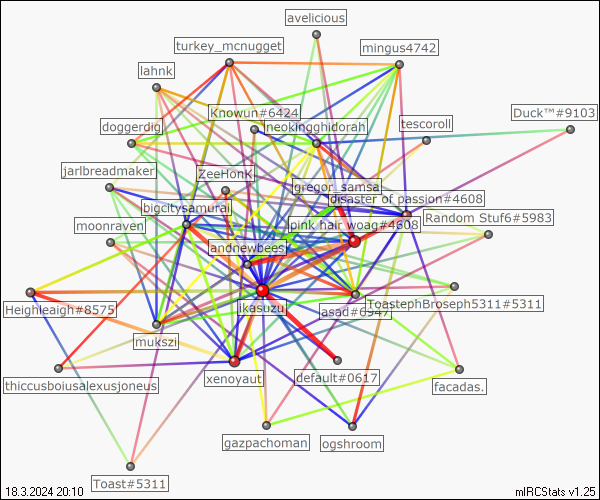 avelicious
turkey_mcnugget
mingus4742
lahnk
Knowun#6424
Duck™#9103
doggerdig
neokingghidorah
tescoroll
jarlbreadmaker
ZeeHonK
gregor_samsa
disaster of passion#4608
bigcitysamurai
Random Stuf6#5983
moonraven
pink hair woag#4608
andnewbees
Heighleaigh#8575
ikasuzu
asad#6947
ToastephBroseph5311#5311
mukszi
thiccusboiusalexusjoneus
xenoyaut
default#0617
facadas.
gazpachoman
ogshroom
Toast#5311
18.3.2024 20:10
mIRCStats v1.25